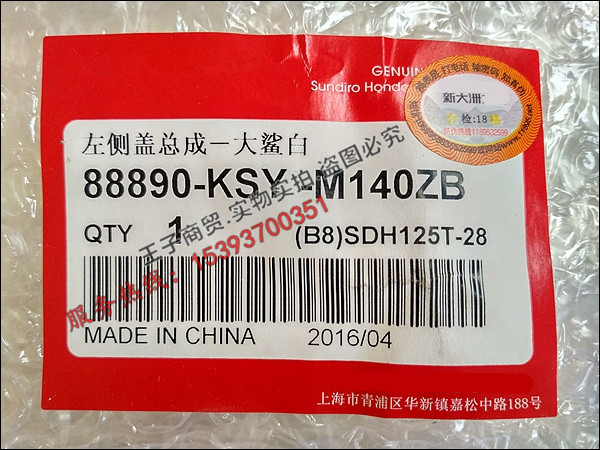 GENUIN
Sundiro Honda
新大洲
检:18
左侧盖总成－大鲨白
88890-KSY-M140ZB
QTY 1 (B8)SDH125T-28
MADE IN CHINA 2016/04
上海市青浦区华新镇嘉松中路188号
王子商贸.实物实拍.盗图必究
服务热线：15393700351